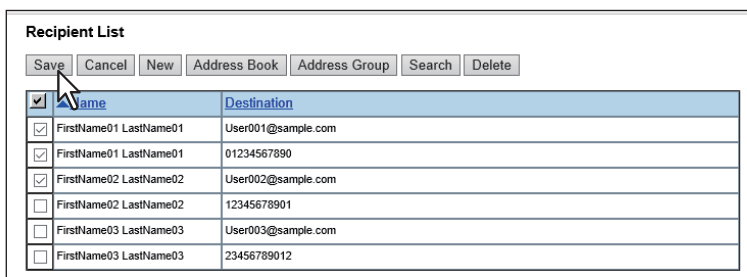 Recipient List
Save Cancel New Address Book Address Group Search Delete
Name Destination
FirstName01 LastName01 User001@sample.com
FirstName01 LastName01 01234567890
FirstName02 LastName02 User002@sample.com
FirstName02 LastName02 12345678901
FirstName03 LastName03 User003@sample.com
FirstName03 LastName03 23456789012